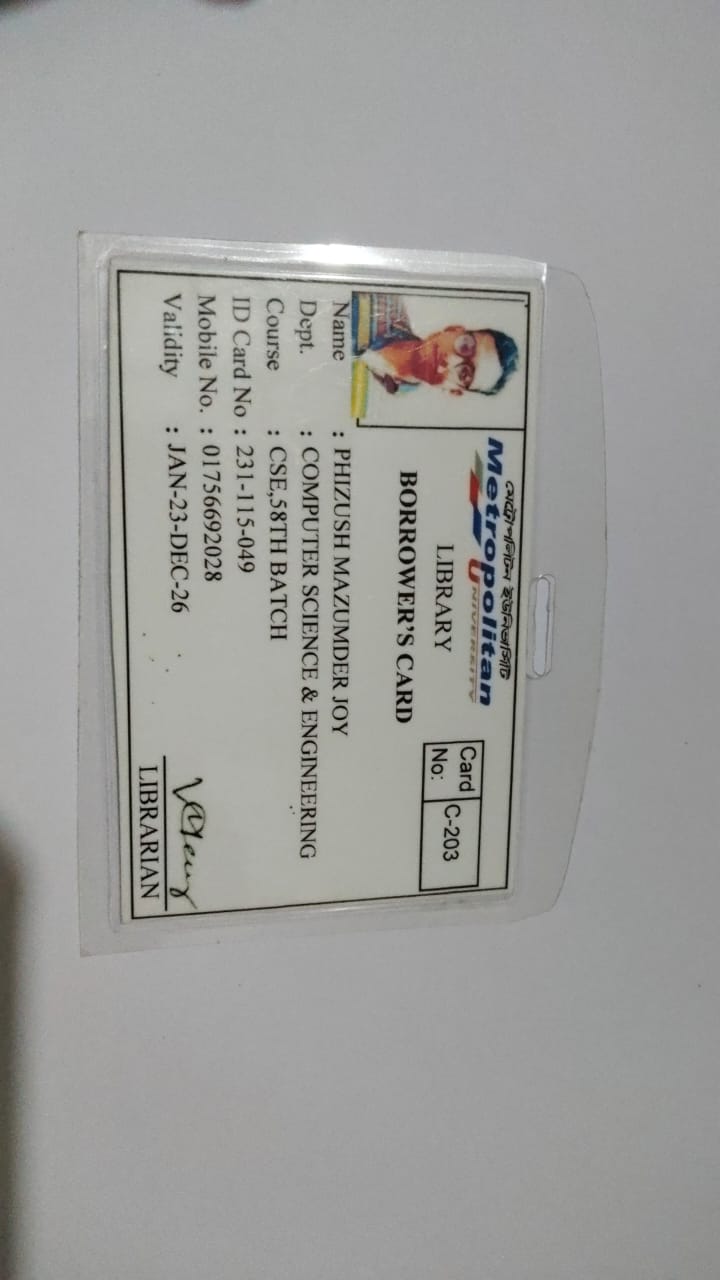 মেট্রোপলিটন ইউনিভার্সিটি
Metropolitan
UNIVERSITY
LIBRARY
BORROWER'S CARD
Card No: C-203
Name : PHIZUSH MAZUMDER JOY
Dept. : COMPUTER SCIENCE & ENGINEERING
Course : CSE,58TH BATCH
ID Card No : 231-115-049
Mobile No. : 01756692028
Validity : JAN-23-DEC-26
LIBRARIAN